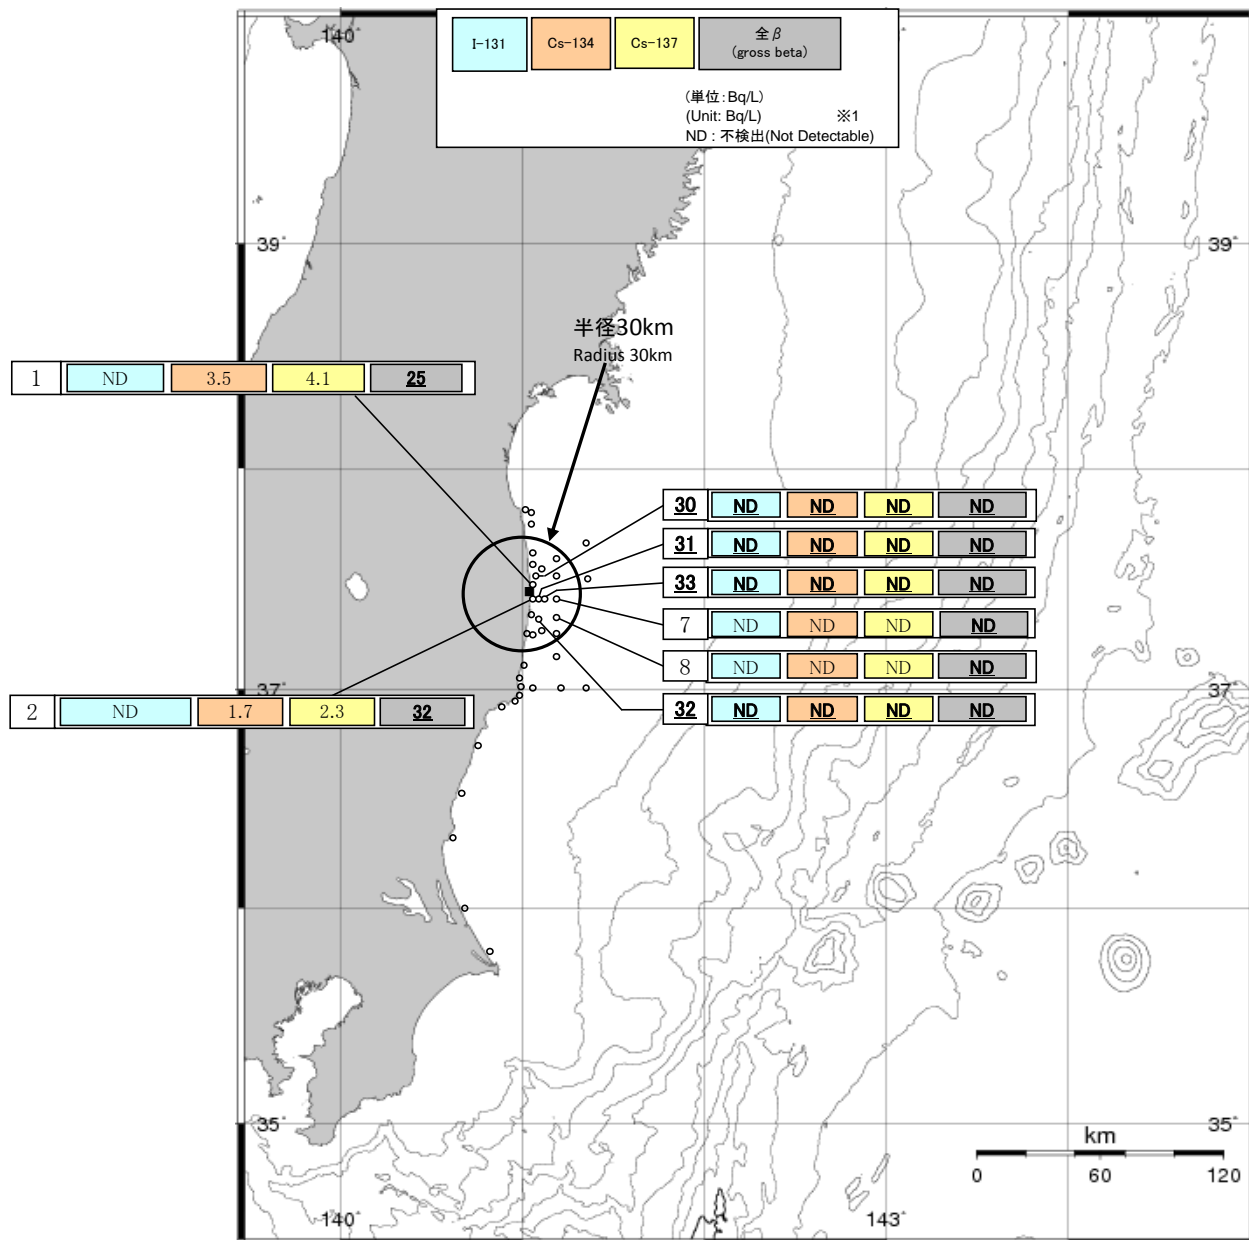 140°
I-131 Cs-134 Cs-137 全β
(gross beta)
(単位:Bq/L)
(Unit: Bq/L) ※1
ND : 不検出(Not Detectable)
39° 39°
半径30km
Radius 30km
1 ND 3.5 4.1 25
30 ND ND ND ND
31 ND ND ND ND
33 ND ND ND ND
7 ND ND ND ND
8 ND ND ND ND
37° 37°
2 ND 1.7 2.3 32
32 ND ND ND ND
35° 35°
km
0 60 120
140° 143°